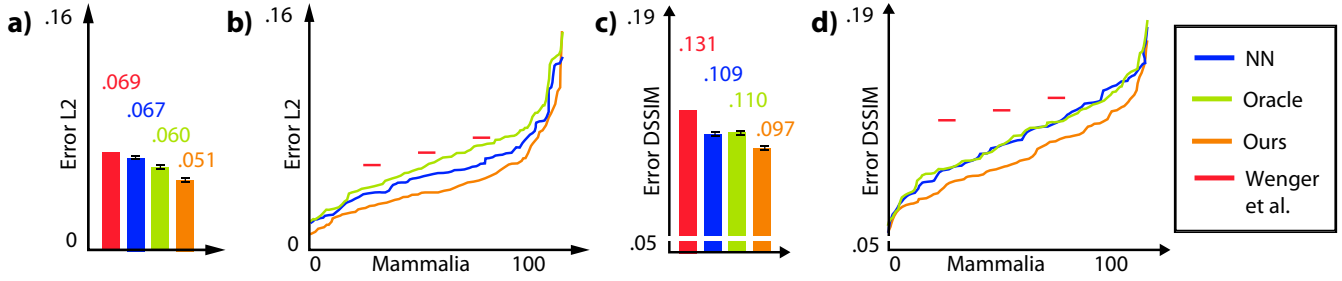 a)
.16
Error L2
0
.069
.067
.060
.051
b)
.16
Error L2
0
0
Mammalia
100
c)
.19
Error DSSIM
.05
.131
.109
.110
.097
d)
.19
Error DSSIM
.05
0
Mammalia
100
NN
Oracle
Ours
Wenger
et al.